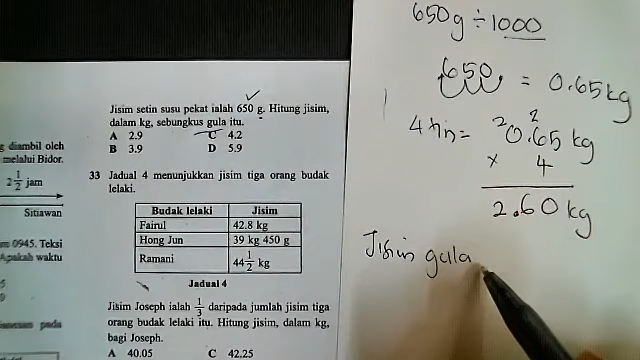 Jisim setin susu pekat ialah 650 g. Hitung jisim,
dalam kg, sebungkus gula itu.
A 2.9 C 4.2
B 3.9 D 5.9
33 Jadual 4 menunjukkan jisim tiga orang budak
lelaki.
Budak lelaki Jisim
Fairul 42.8 kg
Hong Jun 39 kg 450 g
Ramani 44 1/2 kg
Jadual 4
Jisim Joseph ialah 1/3 daripada jumlah jisim tiga
orang budak lelaki itu. Hitung jisim, dalam kg,
bagi Joseph.
A 40.05 C 42.25
diambil oleh
melalui Bidor.
2 1/2 jam
Sitiawan
0945. Teksi
Apakah waktu
pada
650g ÷ 1000
650 = 0.65kg
4 tin = 0.65 kg
× 4
2.60 kg
Jisim gula